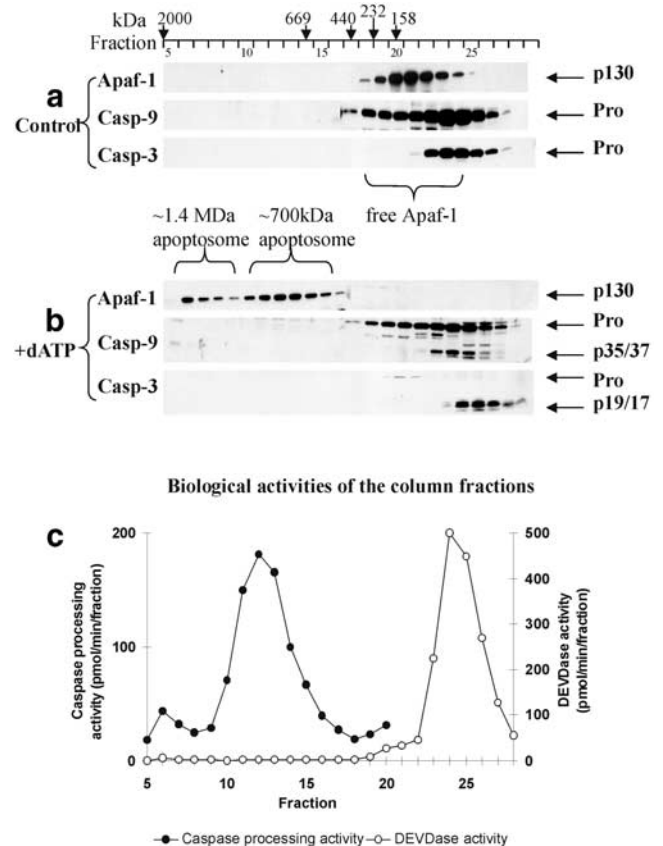 kDa 2000 669 440 232 158
Fraction 5 10 15 20 25
a
Control
Apaf-1 p130
Casp-9 Pro
Casp-3 Pro
~1.4 MDa ~700kDa free Apaf-1
apoptosome apoptosome
b
+dATP
Apaf-1 p130
Casp-9 Pro
p35/37
Casp-3 Pro
p19/17
Biological activities of the column fractions
c
Caspase processing
activity (pmol/min/fraction)
200
100
0
DEVDase activity
(pmol/min/fraction)
500
400
300
200
100
0
5 10 15 20 25
Fraction
Caspase processing activity DEVDase activity